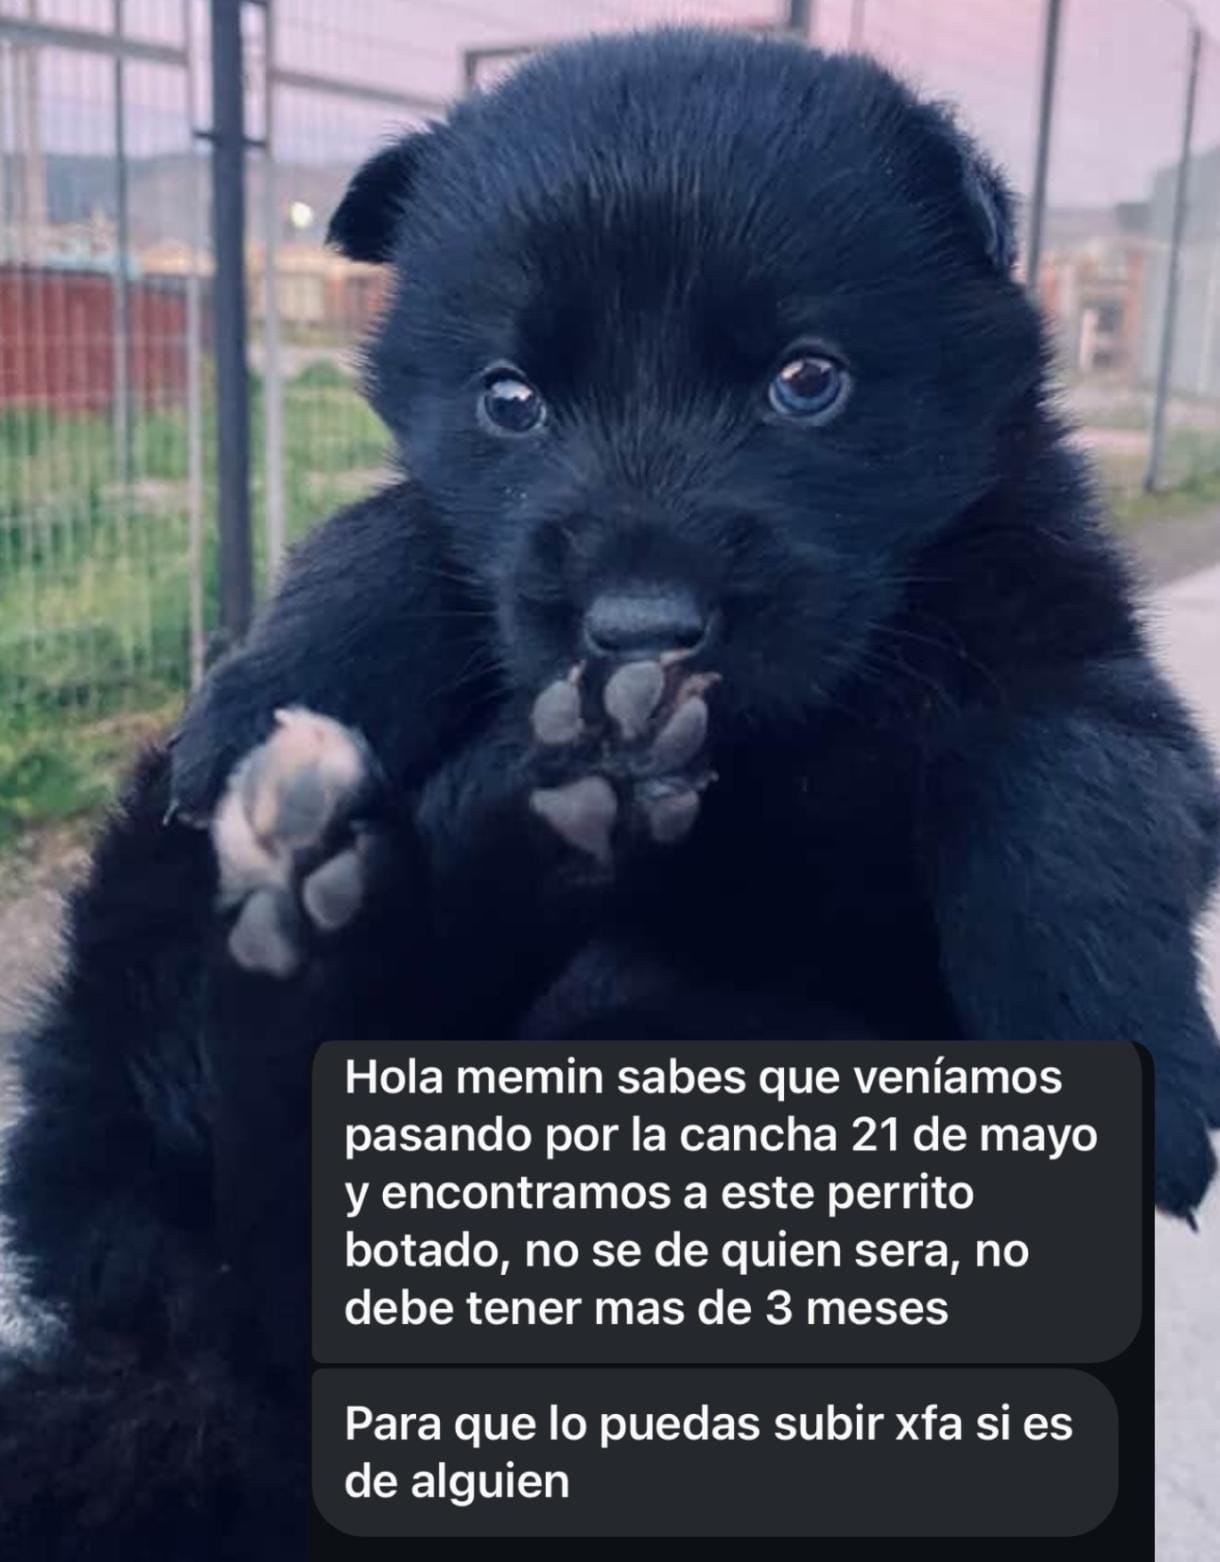 Hola memin sabes que veníamos
pasando por la cancha 21 de mayo
y encontramos a este perrito
botado, no se de quien sera, no
debe tener mas de 3 meses
Para que lo puedas subir xfa si es
de alguien